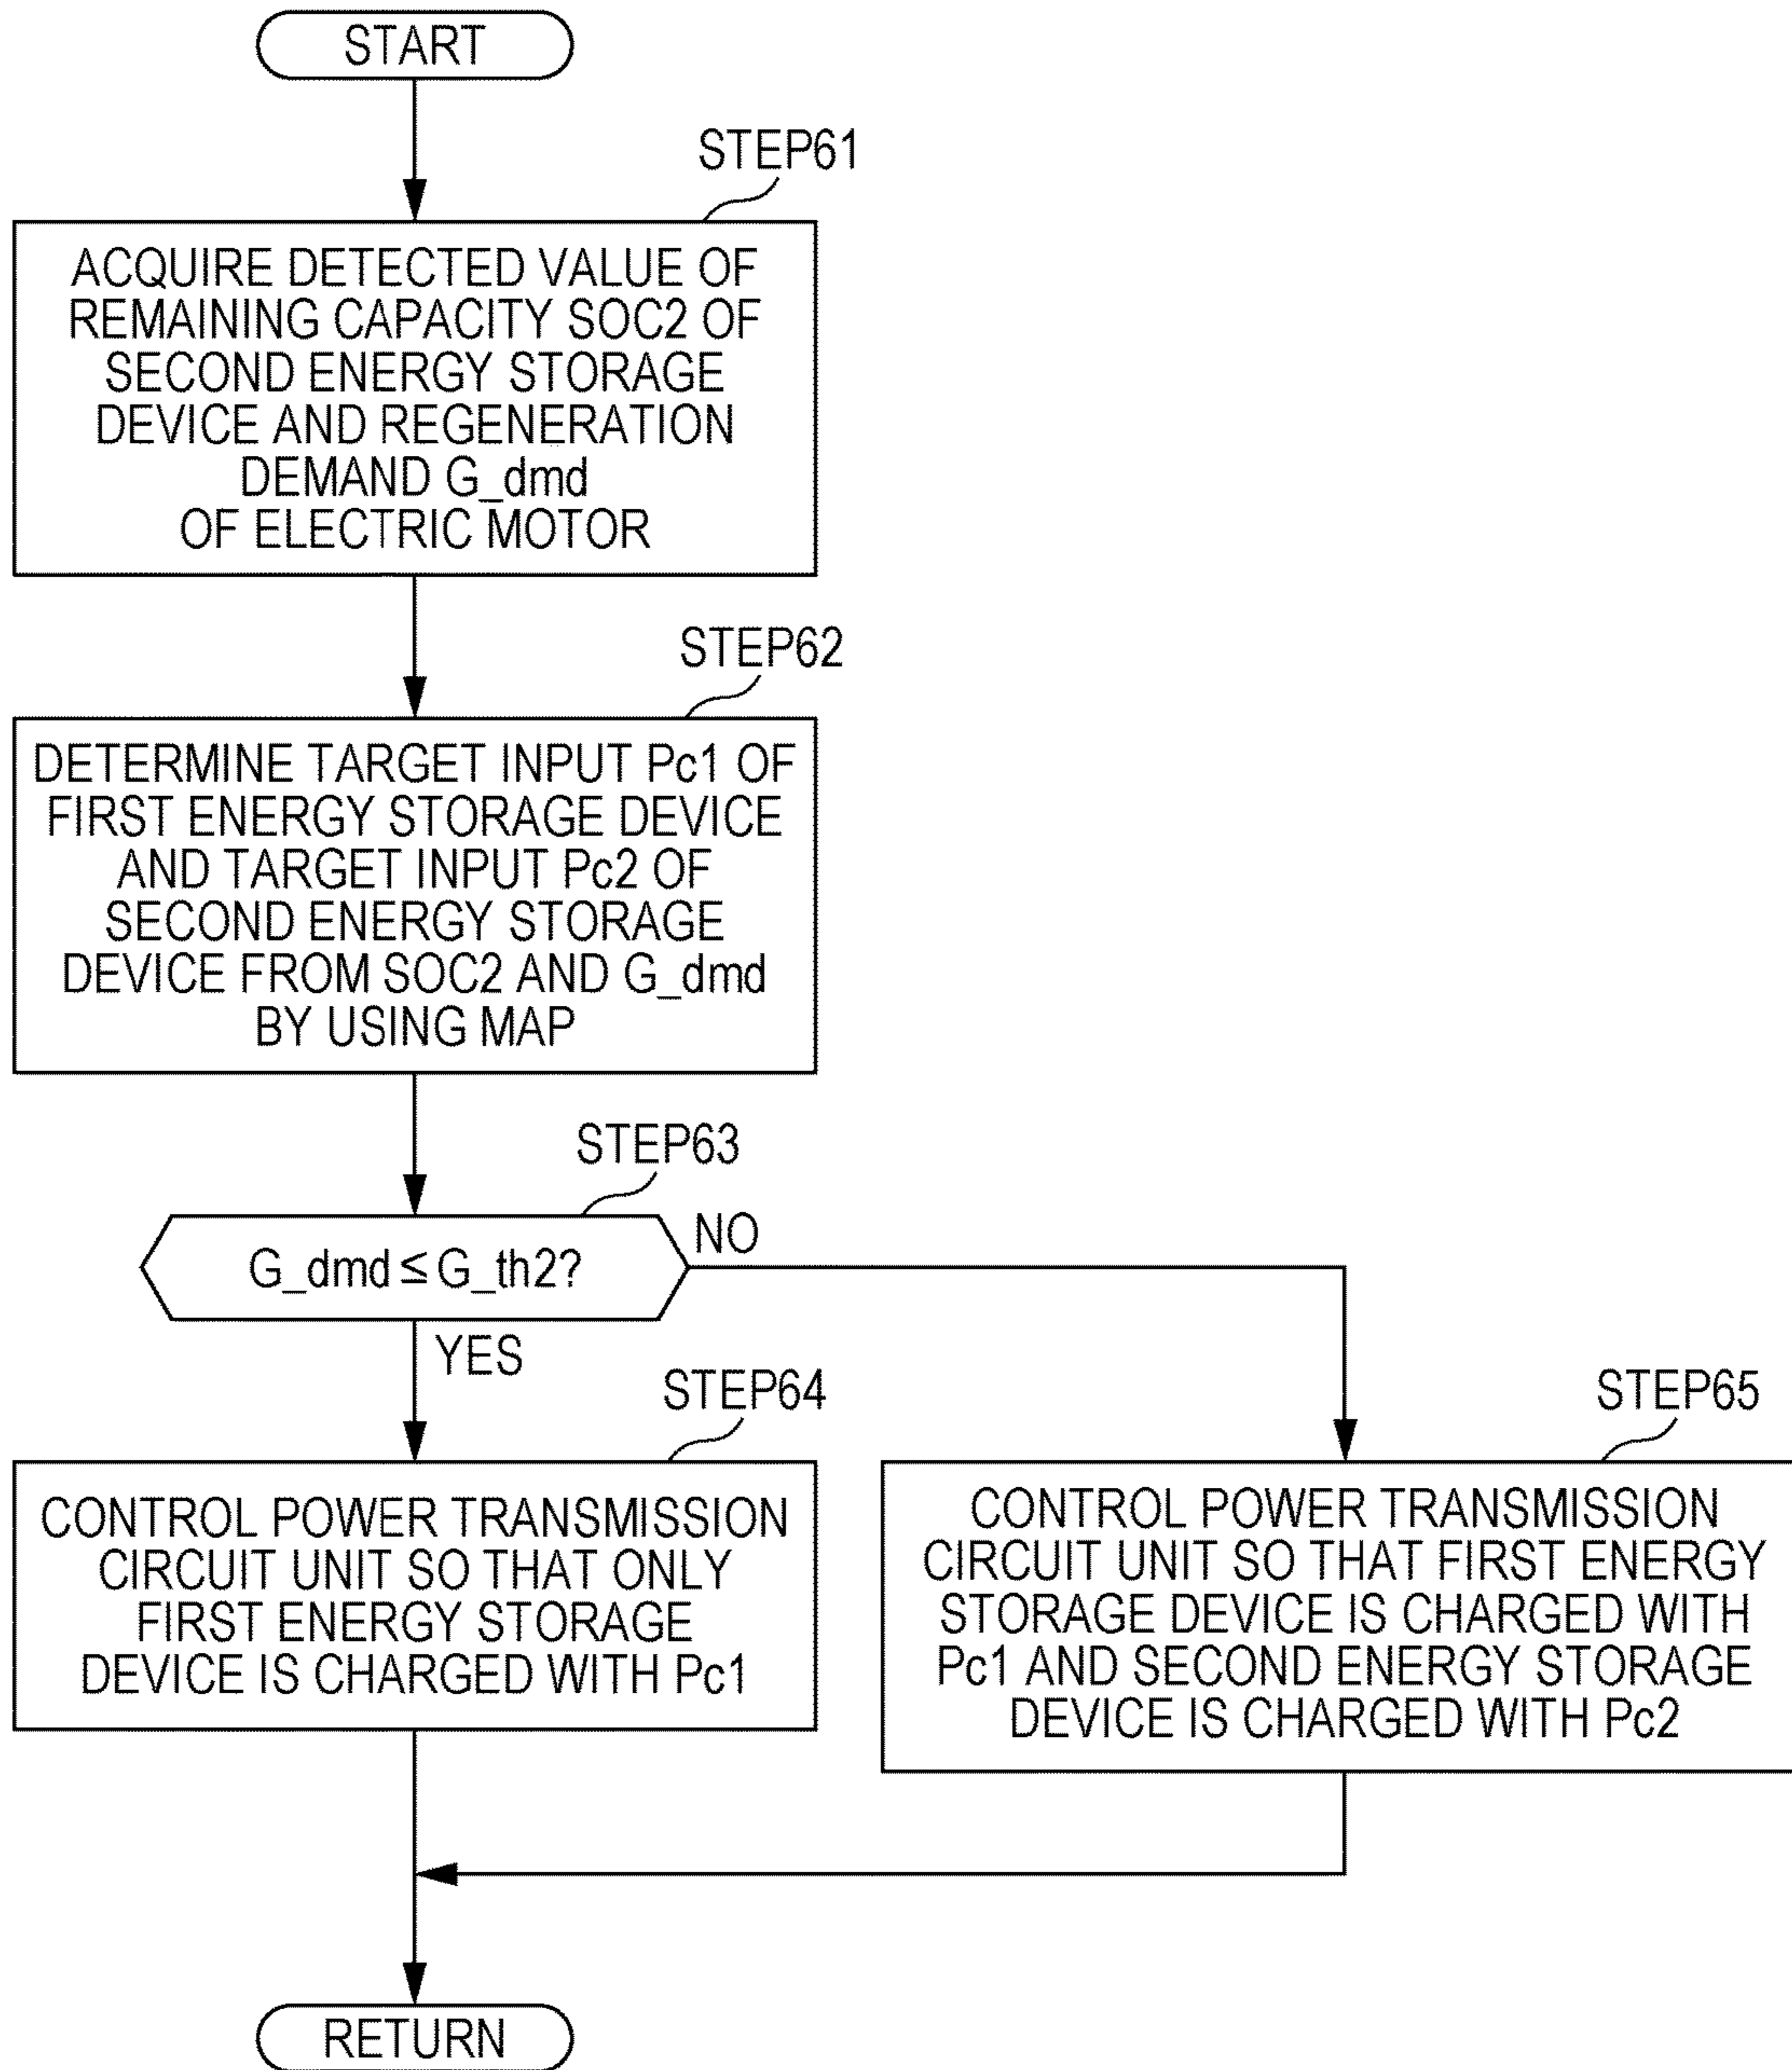 START
STEP61
ACQUIRE DETECTED VALUE OF
REMAINING CAPACITY SOC2 OF
SECOND ENERGY STORAGE
DEVICE AND REGENERATION
DEMAND G_dmd
OF ELECTRIC MOTOR
STEP62
DETERMINE TARGET INPUT Pc1 OF
FIRST ENERGY STORAGE DEVICE
AND TARGET INPUT Pc2 OF
SECOND ENERGY STORAGE
DEVICE FROM SOC2 AND G_dmd
BY USING MAP
STEP63
G_dmd ≤ G_th2?
NO
YES
STEP64
CONTROL POWER TRANSMISSION
CIRCUIT UNIT SO THAT ONLY
FIRST ENERGY STORAGE
DEVICE IS CHARGED WITH Pc1
STEP65
CONTROL POWER TRANSMISSION
CIRCUIT UNIT SO THAT FIRST ENERGY
STORAGE DEVICE IS CHARGED WITH
Pc1 AND SECOND ENERGY STORAGE
DEVICE IS CHARGED WITH Pc2
RETURN